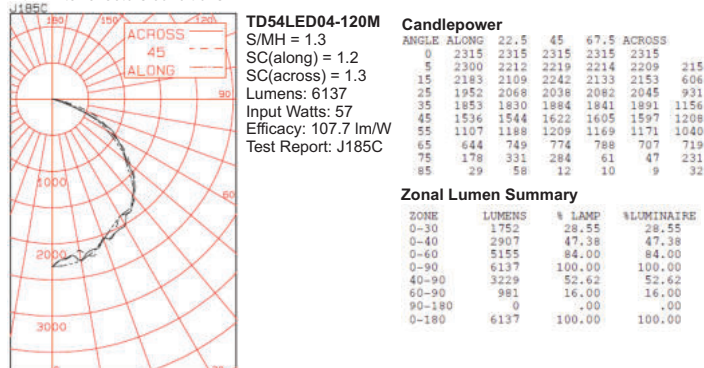 J185C
180
150
120
ACROSS
45
ALONG
90
60
1000
2000
3000
TD54LED04-120M
S/MH = 1.3
SC(along) = 1.2
SC(across) = 1.3
Lumens: 6137
Input Watts: 57
Efficacy: 107.7 lm/W
Test Report: J185C
Candlepower
ANGLE ALONG 22.5 45 67.5 ACROSS
0 2315 2315 2315 2315 2315
5 2300 2212 2219 2214 2209 215
15 2183 2109 2242 2133 2153 606
25 1952 2068 2038 2082 2045 931
35 1853 1830 1884 1841 1891 1156
45 1536 1544 1622 1605 1597 1208
55 1107 1188 1209 1169 1171 1040
65 644 749 774 788 707 719
75 178 331 284 61 47 231
85 29 58 12 10 9 32
Zonal Lumen Summary
ZONE LUMENS % LAMP %LUMINAIRE
0-30 1752 28.55 28.55
0-40 2907 47.38 47.38
0-60 5155 84.00 84.00
0-90 6137 100.00 100.00
40-90 3229 52.62 52.62
60-90 981 16.00 16.00
90-180 0 .00 .00
0-180 6137 100.00 100.00